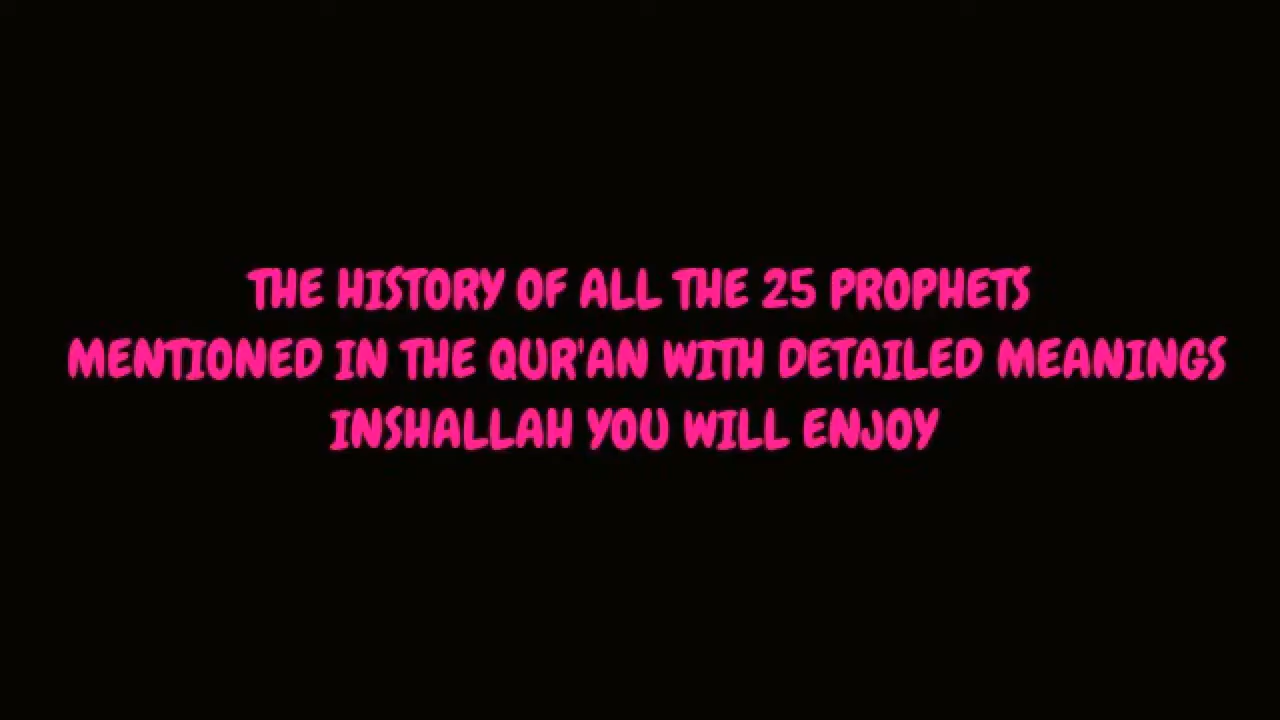 THE HISTORY OF ALL THE 25 PROPHETS
MENTIONED IN THE QUR'AN WITH DETAILED MEANINGS
INSHALLAH YOU WILL ENJOY